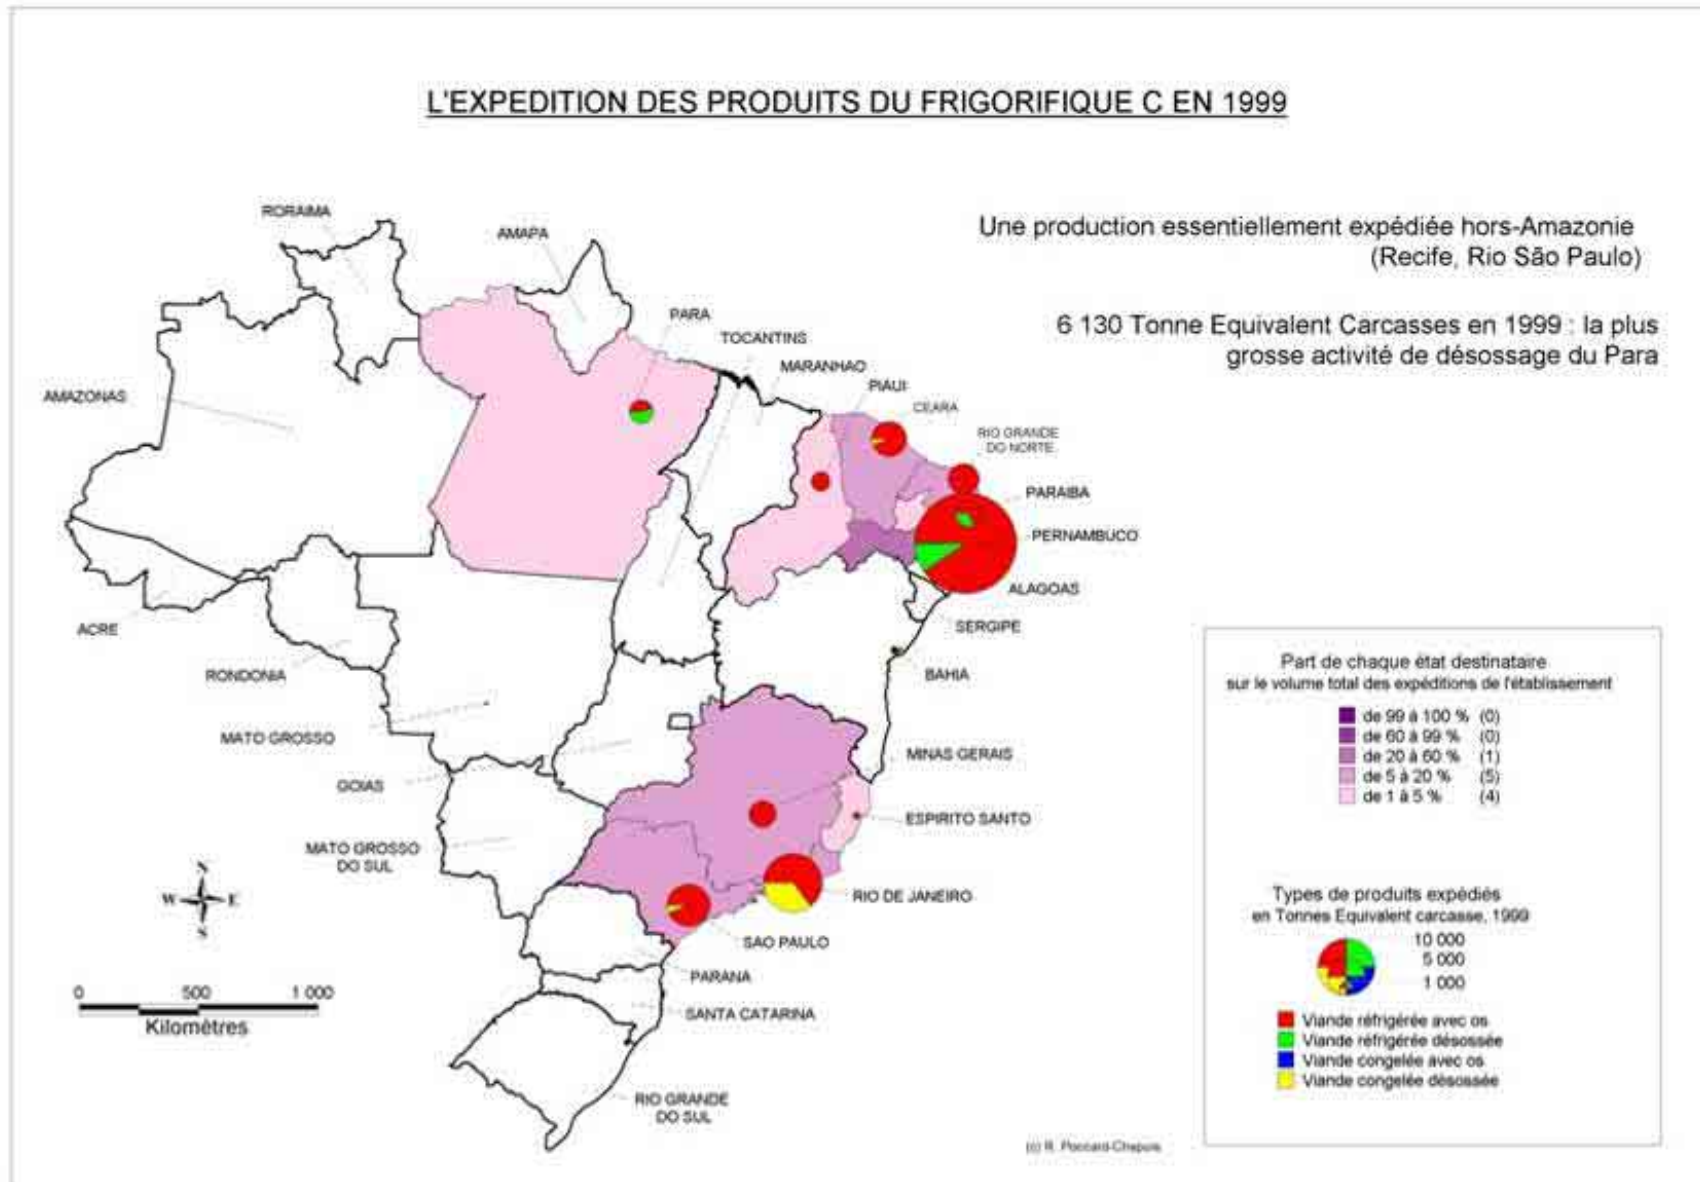 L'EXPEDITION DES PRODUITS DU FRIGORIFIQUE C EN 1999
Une production essentiellement expédiée hors-Amazonie
(Recife, Rio São Paulo)
6 130 Tonne Equivalent Carcasses en 1999 : la plus
grosse activité de désossage du Para
RORAIMA
AMAPA
PARA
TOCANTINS
MARANHAO
PIAUI
CEARA
RIO GRANDE
DO NORTE
AMAZONAS
PARAIBA
PERNAMBUCO
ALAGOAS
SERGIPE
ACRE
BAHIA
RONDONIA
MATO GROSSO
MINAS GERAIS
GOIAS
ESPIRITO SANTO
MATO GROSSO
DO SUL
RIO DE JANEIRO
SAO PAULO
PARANA
SANTA CATARINA
RIO GRANDE
DO SUL
N
W E
S
0 500 1 000
Kilomètres
Part de chaque état destinataire
sur le volume total des expéditions de l'établissement
de 99 à 100 % (0)
de 60 à 99 % (0)
de 20 à 60 % (1)
de 5 à 20 % (5)
de 1 à 5 % (4)
Types de produits expédiés
en Tonnes Equivalent carcasse, 1999
10 000
5 000
1 000
Viande réfrigérée avec os
Viande réfrigérée désossée
Viande congelée avec os
Viande congelée désossée
(c) R. Poccard-Chapuis